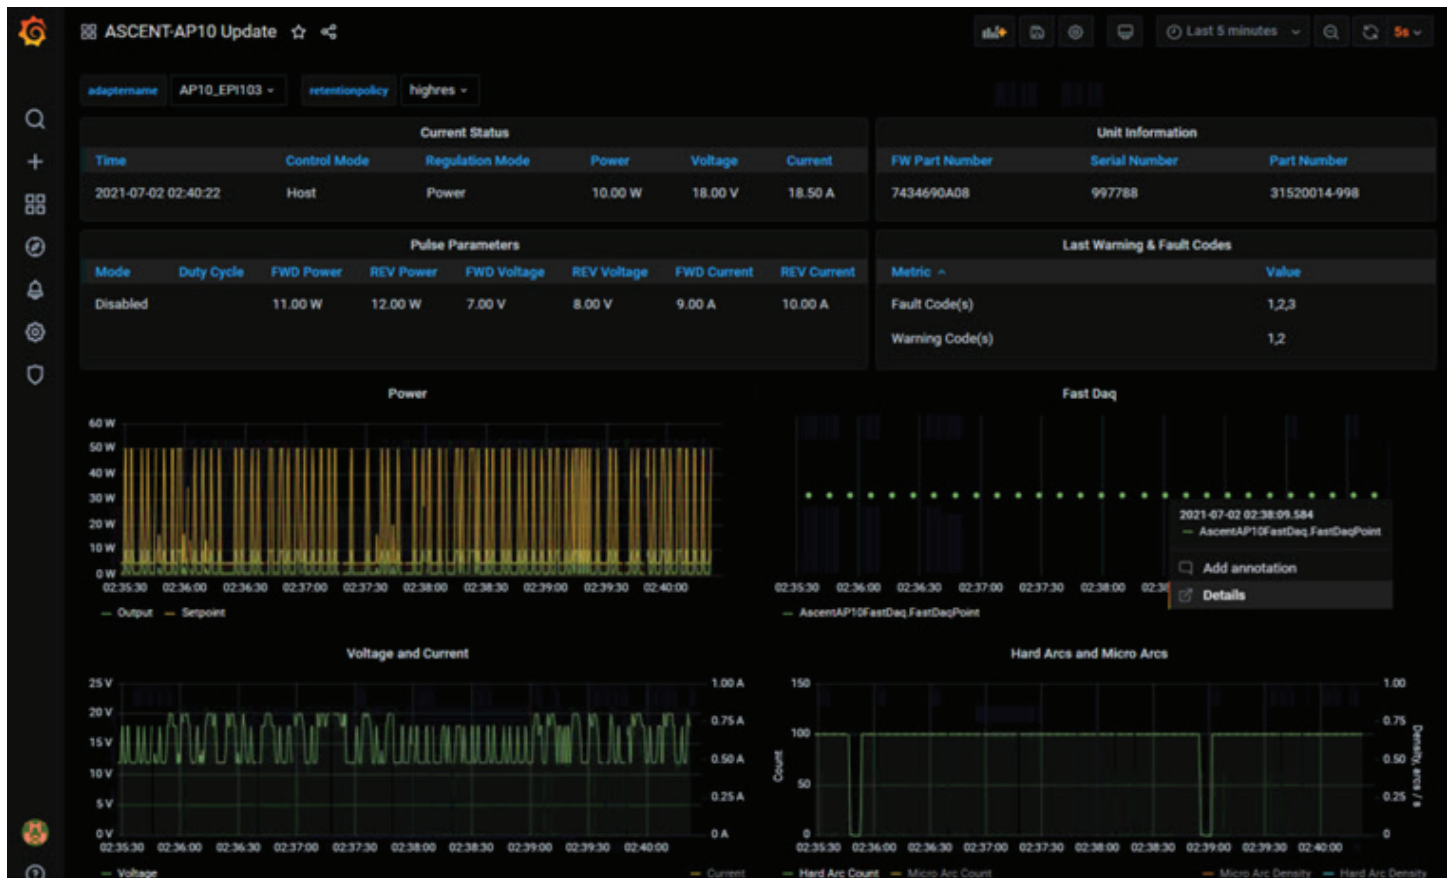 ASCENT-AP10 Update
Last 5 minutes
5s
adaptername AP10_EPI103 retentionpolicy highres
Current Status
Time Control Mode Regulation Mode Power Voltage Current
2021-07-02 02:40:22 Host Power 10.00 W 18.00 V 18.50 A
Unit Information
FW Part Number Serial Number Part Number
7434690A08 997788 31520014-998
Pulse Parameters
Mode Duty Cycle FWD Power REV Power FWD Voltage REV Voltage FWD Current REV Current
Disabled 11.00 W 12.00 W 7.00 V 8.00 V 9.00 A 10.00 A
Last Warning & Fault Codes
Metric Value
Fault Code(s) 1,2,3
Warning Code(s) 1,2
Power
60 W
50 W
40 W
30 W
20 W
10 W
0 W
02:35:30 02:36:00 02:36:30 02:37:00 02:37:30 02:38:00 02:38:30 02:39:00 02:39:30 02:40:00
Output Setpoint
Fast Daq
2021-07-02 02:38:09.584
AscentAP10FastDaq.FastDaqPoint
Add annotation
Details
02:35:30 02:36:00 02:36:30 02:37:00 02:37:30 02:38:00 02:38
AscentAP10FastDaq.FastDaqPoint
Voltage and Current
25 V 1.00 A
20 V 0.75 A
15 V 0.50 A
10 V 0.25 A
5 V
0 V 0 A
02:35:30 02:36:00 02:36:30 02:37:00 02:37:30 02:38:00 02:38:30 02:39:00 02:39:30 02:40:00
Voltage Current
Hard Arcs and Micro Arcs
150 1.00
100 0.75
50 0.50
0.25
0 0
Count
Density, arcs / s
02:35:30 02:36:00 02:36:30 02:37:00 02:37:30 02:38:00 02:38:30 02:39:00 02:39:30 02:40:00
Hard Arc Count Micro Arc Count Micro Arc Density Hard Arc Density